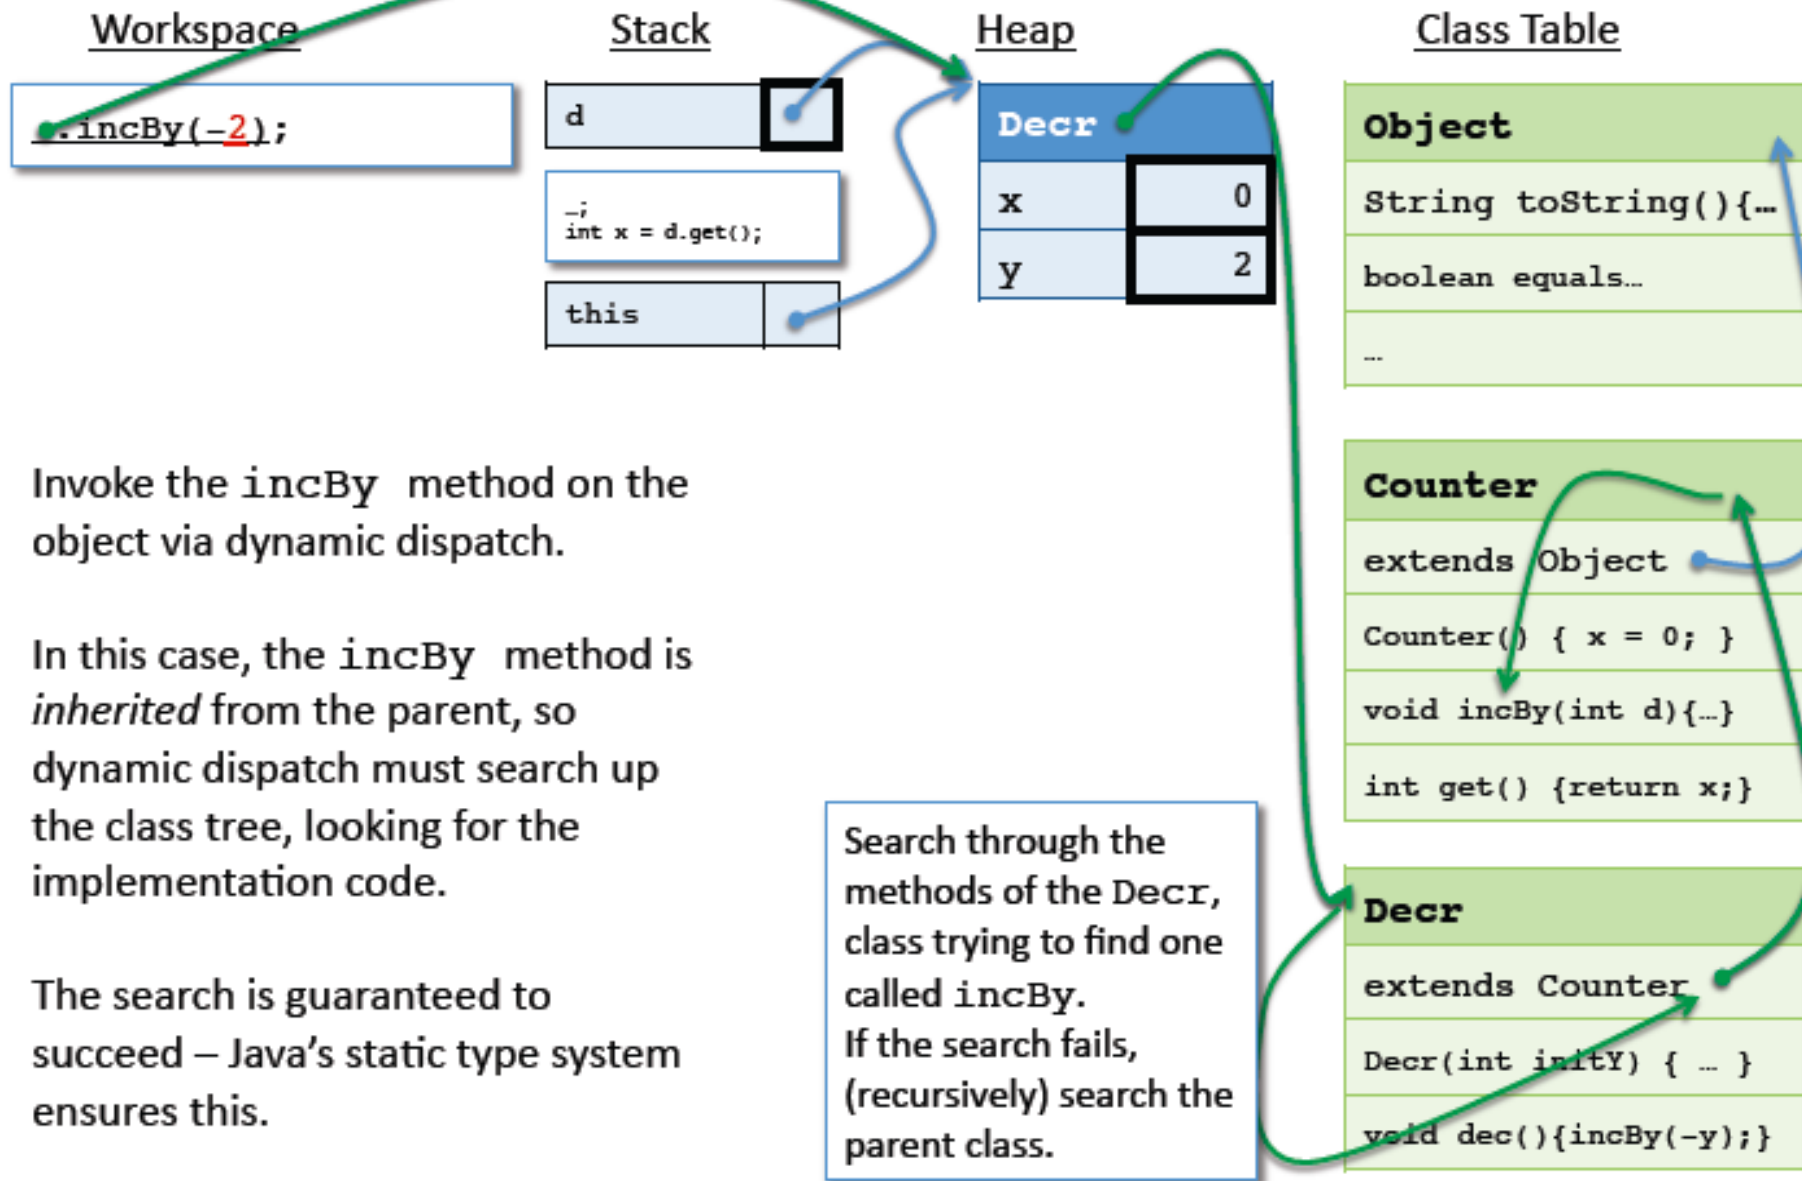 Workspace
Stack
Heap
Class Table
.incBy(-2);
d
_;
int x = d.get();
this
Decr
x 0
y 2
Object
String toString(){…
boolean equals…
…
Counter
extends Object
Counter() { x = 0; }
void incBy(int d){…}
int get() {return x;}
Decr
extends Counter
Decr(int initY) { … }
void dec(){incBy(-y);}
Invoke the incBy method on the
object via dynamic dispatch.
In this case, the incBy method is
inherited from the parent, so
dynamic dispatch must search up
the class tree, looking for the
implementation code.
The search is guaranteed to
succeed – Java’s static type system
ensures this.
Search through the
methods of the Decr,
class trying to find one
called incBy.
If the search fails,
(recursively) search the
parent class.